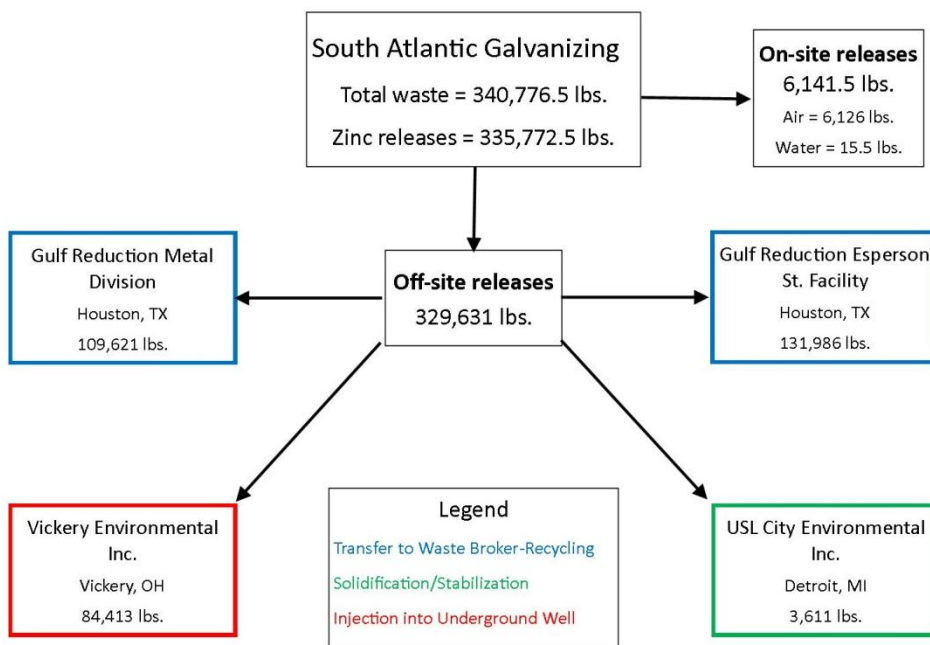 South Atlantic Galvanizing
Total waste = 340,776.5 lbs.
Zinc releases = 335,772.5 lbs.
On-site releases
6,141.5 lbs.
Air = 6,126 lbs.
Water = 15.5 lbs.
Gulf Reduction Metal
Division
Houston, TX
109,621 lbs.
Off-site releases
329,631 lbs.
Gulf Reduction Esperson
St. Facility
Houston, TX
131,986 lbs.
Vickery Environmental
Inc.
Vickery, OH
84,413 lbs.
Legend
Transfer to Waste Broker-Recycling
Solidification/Stabilization
Injection into Underground Well
USL City Environmental
Inc.
Detroit, MI
3,611 lbs.